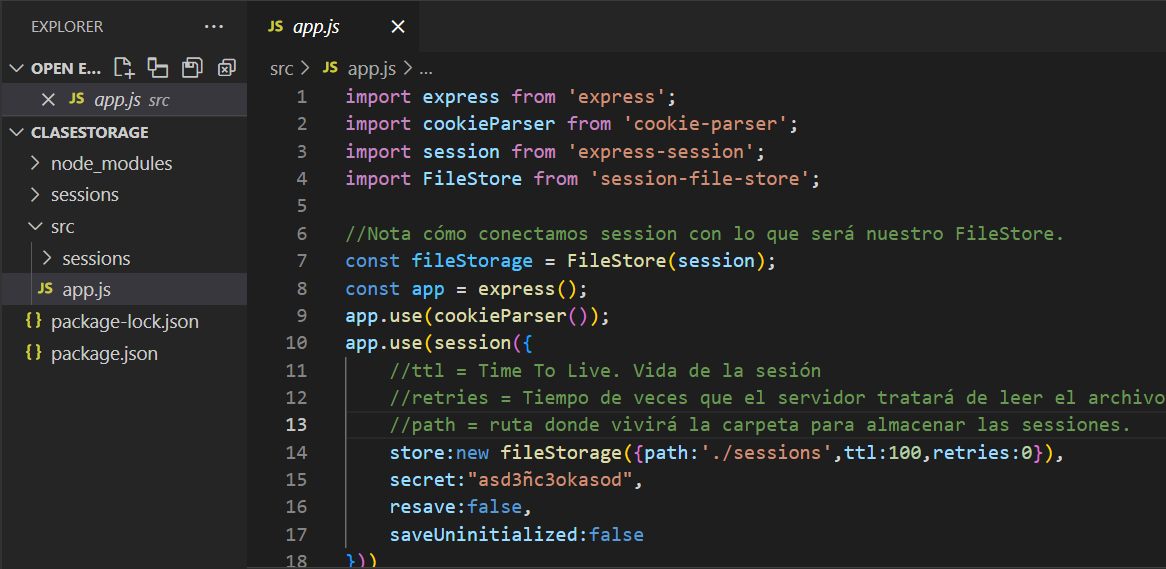 EXPLORER ...
OPEN E...
JS app.js src
CLASESTORAGE
node_modules
sessions
src
sessions
JS app.js
{} package-lock.json
{} package.json
JS app.js
src > JS app.js > ...
1 import express from 'express';
2 import cookieParser from 'cookie-parser';
3 import session from 'express-session';
4 import FileStore from 'session-file-store';
5
6 //Nota cómo conectamos session con lo que será nuestro FileStore.
7 const fileStorage = FileStore(session);
8 const app = express();
9 app.use(cookieParser());
10 app.use(session({
11 //ttl = Time To Live. Vida de la sesión
12 //retries = Tiempo de veces que el servidor tratará de leer el archivo
13 //path = ruta donde vivirá la carpeta para almacenar las sessiones.
14 store:new fileStorage({path:'./sessions',ttl:100,retries:0}),
15 secret:"asd3ñc3okasod",
16 resave:false,
17 saveUninitialized:false
18 }))